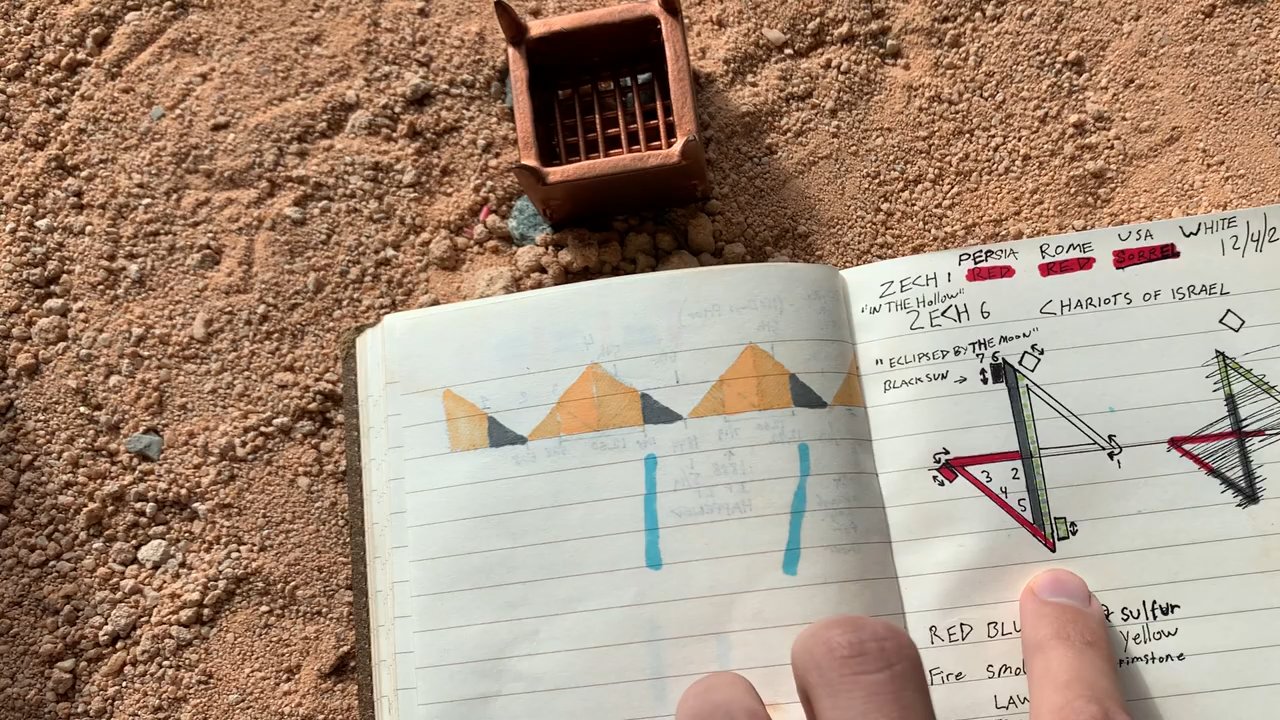 PERSIA ROME USA WHITE
ZECH 1 RED RED SORREL 12/4/2
"IN THE HOLLOW"
ZECH 6 CHARIOTS OF ISRAEL
"ECLIPSED BY THE MOON"
7 6
BLACK SUN →
1
3 2
4
5
RED BLU & sulfur
Yellow
Fire Smo rimstone
LAW